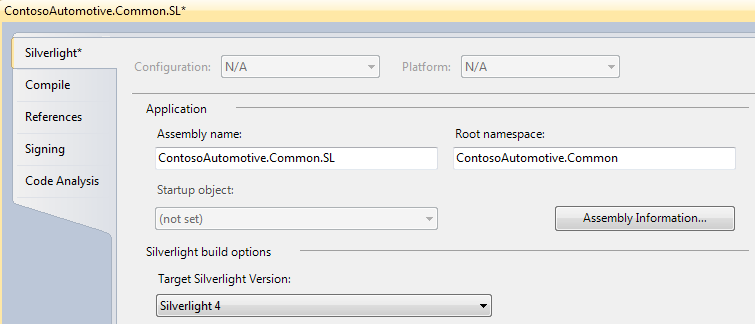 ContosoAutomotive.Common.SL*
Silverlight*
Compile
References
Signing
Code Analysis
Configuration: N/A Platform: N/A
Application
Assembly name: Root namespace:
ContosoAutomotive.Common.SL ContosoAutomotive.Common
Startup object:
(not set) Assembly Information...
Silverlight build options
Target Silverlight Version:
Silverlight 4